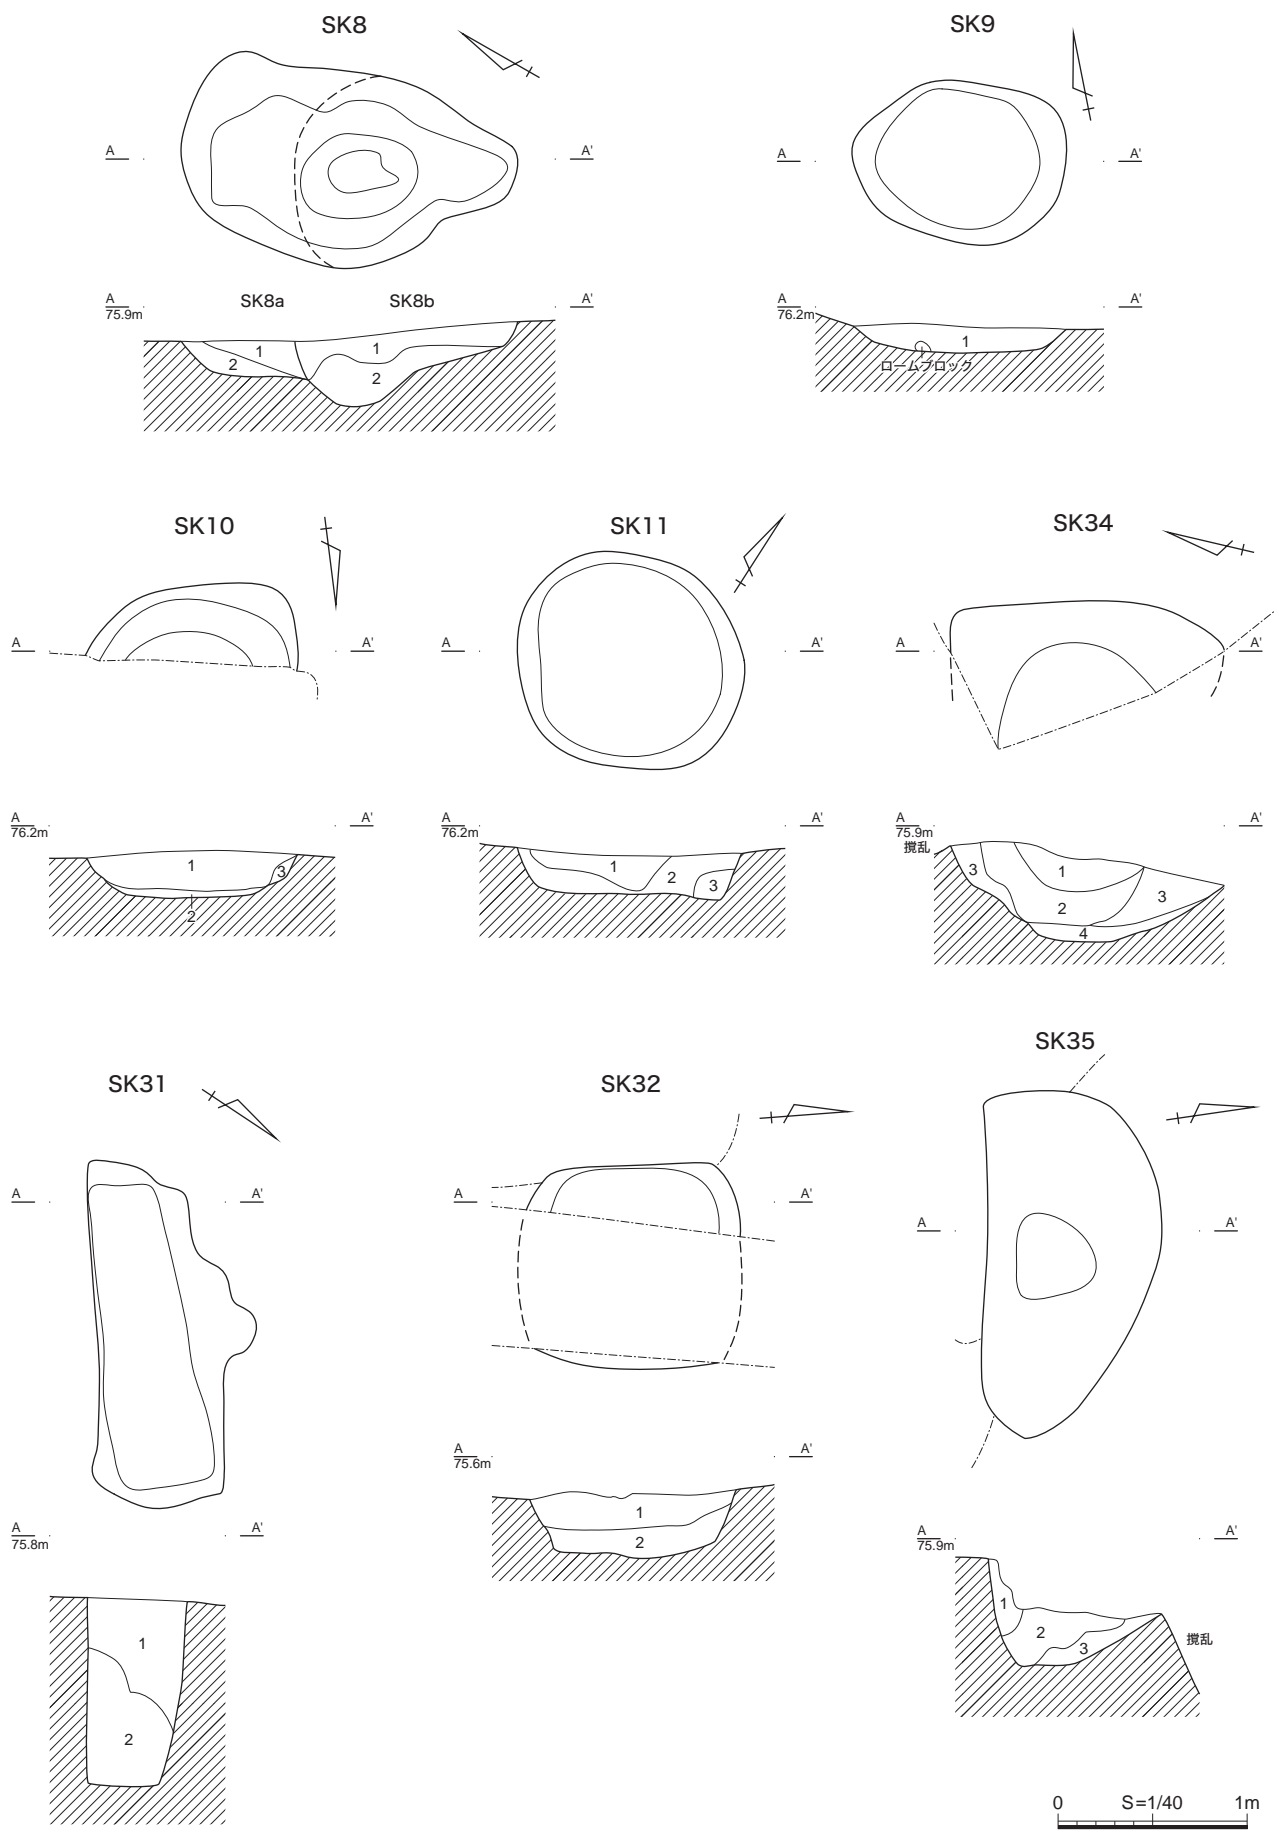 SK8
A A'
A 75.9m SK8a SK8b A'
1
2
1
2
SK9
A A'
A 76.2m A'
1
ロームブロック
SK10
A A'
A 76.2m A'
1
3
2
SK11
A A'
A 76.2m A'
1
2
3
SK34
A A'
A 75.9m A'
撹乱
3
1
2
3
4
SK31
A A'
A 75.8m A'
1
2
SK32
A A'
A 75.6m A'
1
2
SK35
A A'
A 75.9m A'
1
2
3
撹乱
0 S=1/40 1m